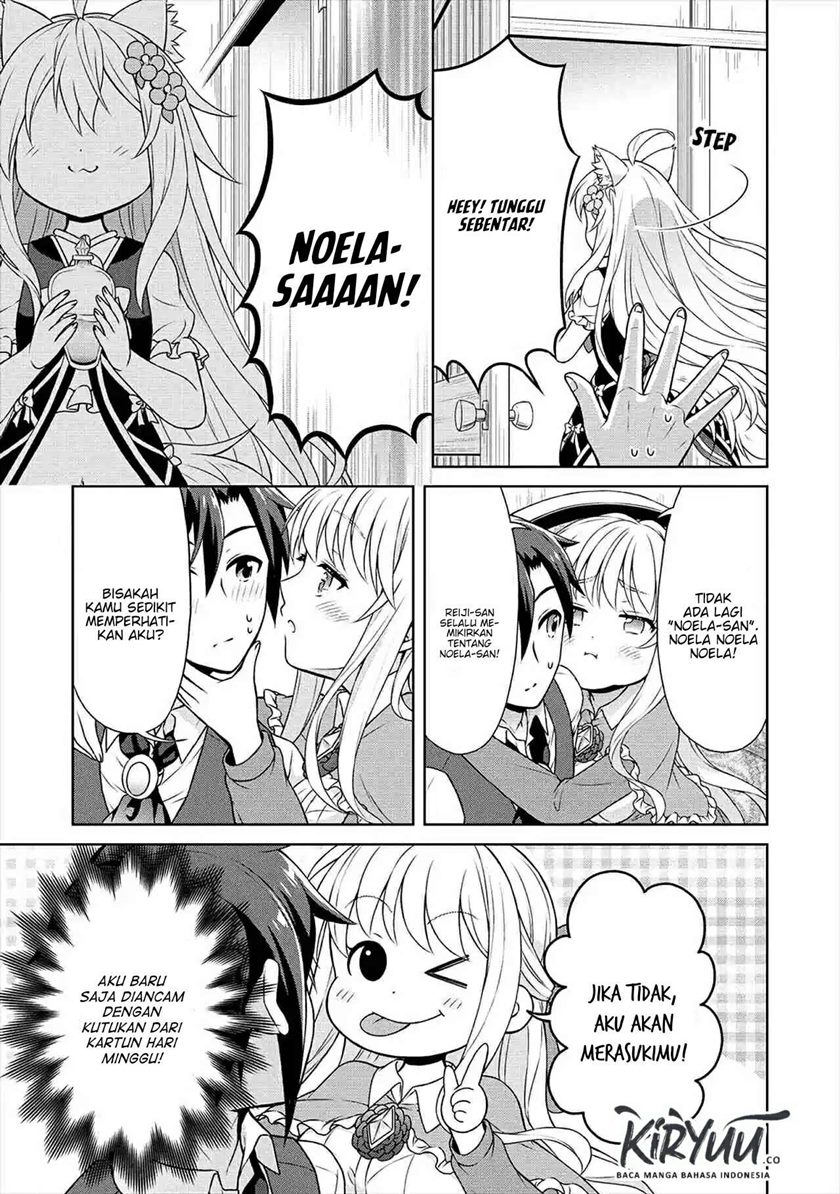 STEP
HEEY! TUNGGU
SEBENTAR!
NOELA-
SAAAAN!
TIDAK
ADA LAGI
"NOELA-SAN".
NOELA NOELA
NOELA!
REIJI-SAN
SELALU ME-
MIKIRKAN
TENTANG
NOELA-SAN!
BISAKAH
KAMU SEDIKIT
MEMPERHATI-
KAN AKU?
JIKA TIDAK,
AKU AKAN
MERASUKIMU!
AKU BARU
SAJA DIANCAM
DENGAN
KUTUKAN DARI
KARTUN HARI
MINGGU!
KIRYUU.CO
BACA MANGA BAHASA INDONESIA